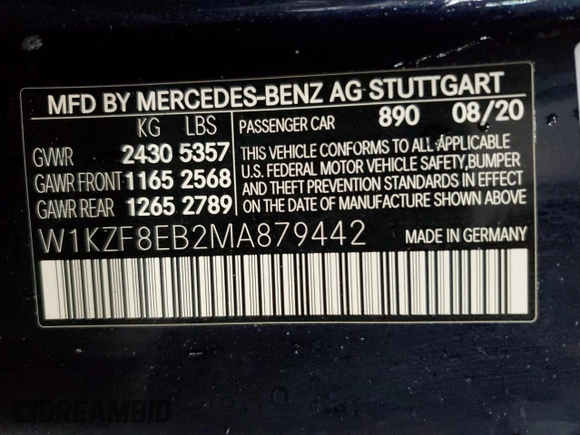 MFD BY MERCEDES-BENZ AG STUTTGART
KG LBS PASSENGER CAR 890 08/20
GVWR 2430 5357 THIS VEHICLE CONFORMS TO ALL APPLICABLE
GAWR FRONT 1165 2568 U.S. FEDERAL MOTOR VEHICLE SAFETY, BUMPER
GAWR REAR 1265 2789 AND THEFT PREVENTION STANDARDS IN EFFECT
ON THE DATE OF MANUFACTURE SHOWN ABOVE
W1KZF8EB2MA879442 MADE IN GERMANY
DREAMBID